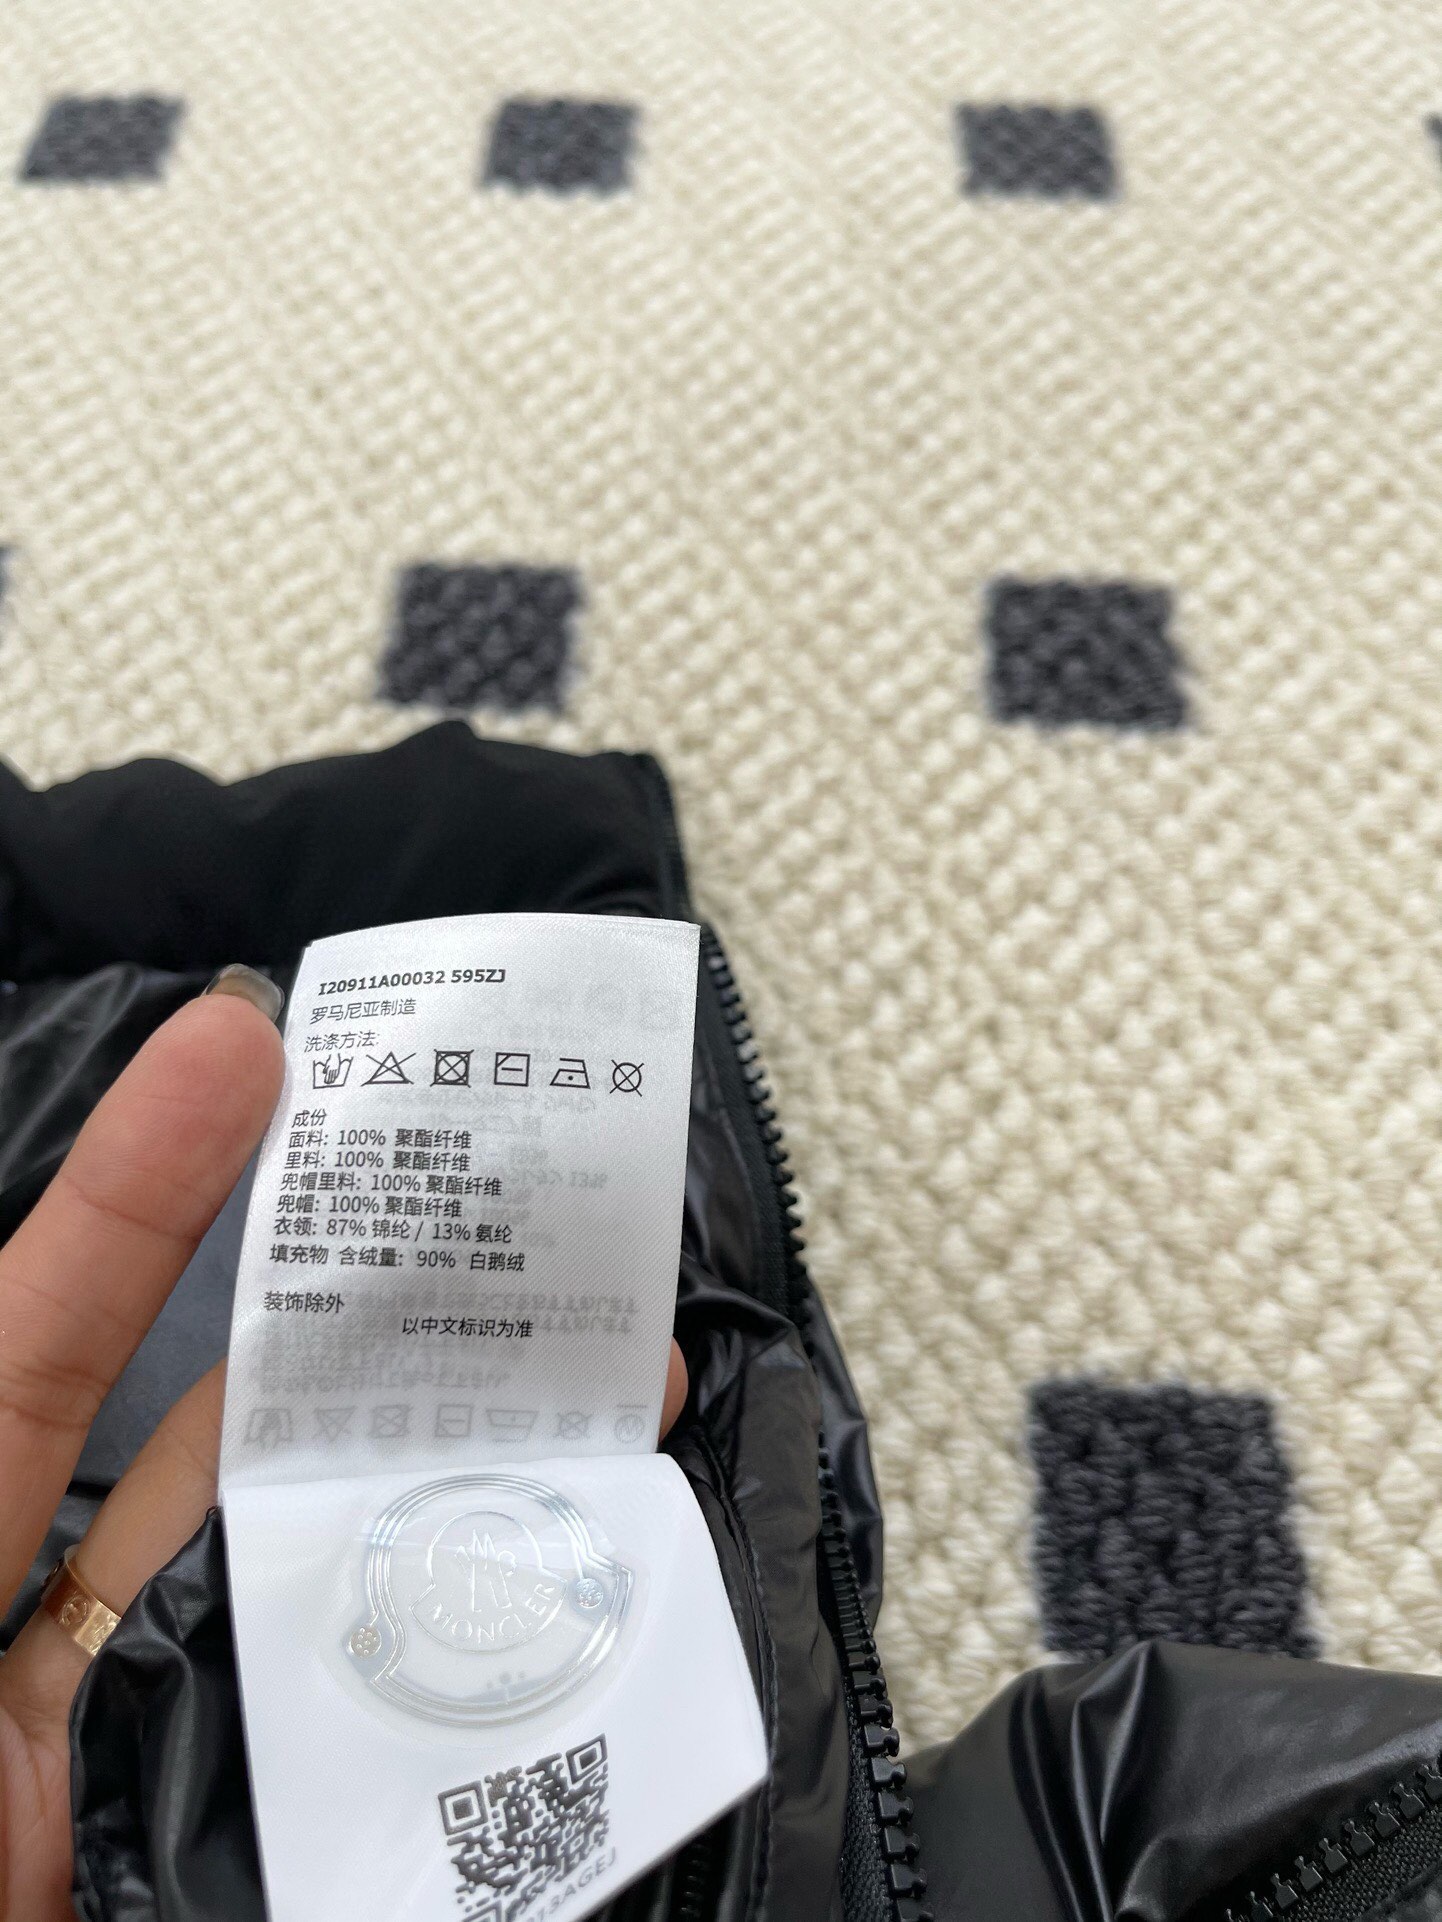 I20911A00032 595ZJ
罗马尼亚制造
洗涤方法:
成份
面料: 100% 聚酯纤维
里料: 100% 聚酯纤维
兜帽里料: 100% 聚酯纤维
兜帽: 100% 聚酯纤维
衣领: 87% 锦纶 / 13% 氨纶
填充物 含绒量: 90% 白鹅绒
装饰除外
以中文标识为准
MONCLER